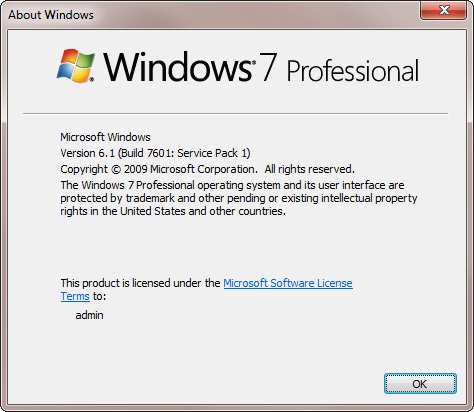 About Windows
Windows® 7 Professional
Microsoft Windows
Version 6.1 (Build 7601: Service Pack 1)
Copyright © 2009 Microsoft Corporation. All rights reserved.
The Windows 7 Professional operating system and its user interface are
protected by trademark and other pending or existing intellectual property
rights in the United States and other countries.
This product is licensed under the Microsoft Software License
Terms to:
admin
OK